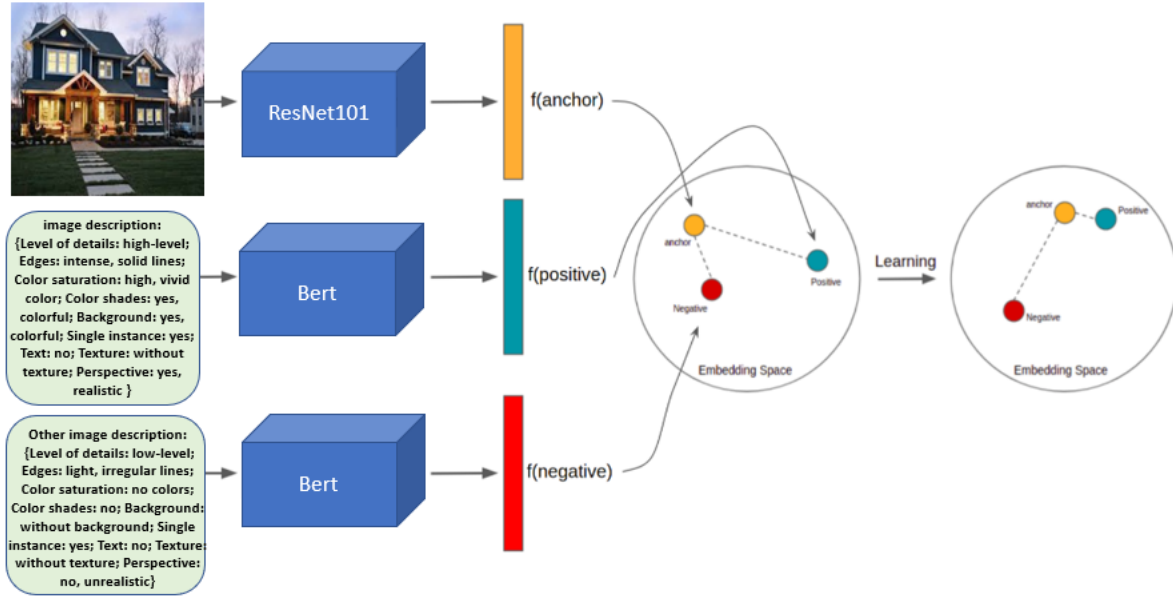 ResNet101
f(anchor)
image description:
{Level of details: high-level;
Edges: intense, solid lines;
Color saturation: high, vivid
color; Color shades: yes,
colorful; Background: yes,
colorful; Single instance: yes;
Text: no; Texture: without
texture; Perspective: yes,
realistic }
Bert
f(positive)
Other image description:
{Level of details: low-level;
Edges: light, irregular lines;
Color saturation: no colors;
Color shades: no; Background:
without background; Single
instance: yes; Text: no; Texture:
without texture; Perspective:
no, unrealistic}
Bert
f(negative)
anchor
Positive
Negative
Embedding Space
Learning
anchor
Positive
Negative
Embedding Space